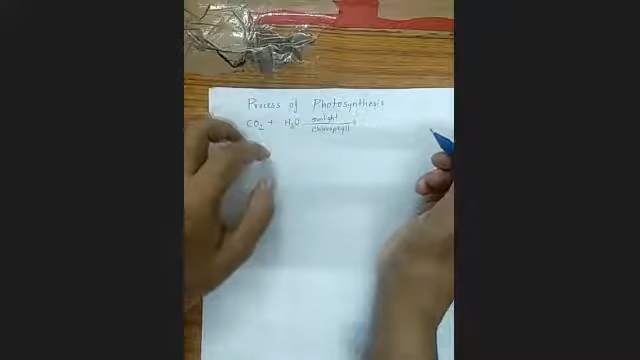 Process of Photosynthesis
CO₂ + H₂O sunlight
Chlorophyll